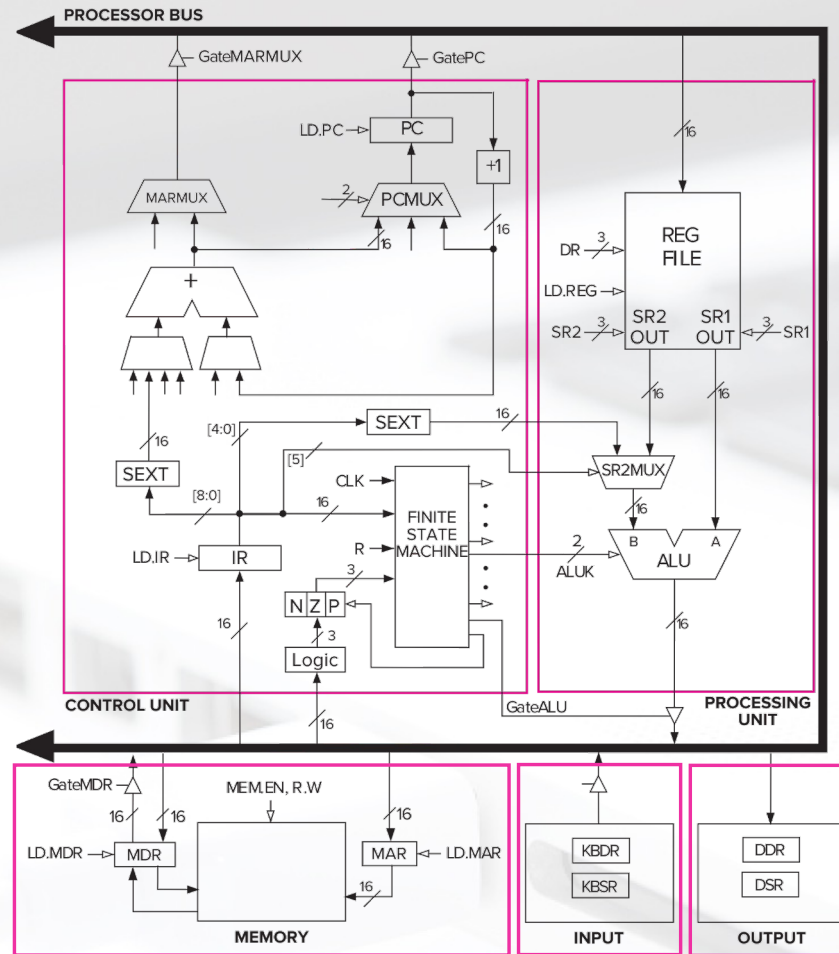 PROCESSOR BUS
GateMARMUX
GatePC
LD.PC
PC
+1
16
MARMUX
2
PCMUX
16
16
REG
FILE
DR
3
LD.REG
SR2
3
SR2
OUT
SR1
OUT
3
SR1
+
16
16
[4:0]
SEXT
16
16
[5]
SEXT
SR2MUX
CLK
16
[8:0]
16
FINITE
STATE
MACHINE
B
A
LD.IR
IR
R
2
ALU
ALUK
3
N Z P
16
3
16
Logic
CONTROL UNIT
16
GateALU
PROCESSING
UNIT
GateMDR
16
16
MEM.EN, R.W
16
LD.MDR
MDR
MAR
LD.MAR
16
KBDR
KBSR
DDR
DSR
MEMORY
INPUT
OUTPUT